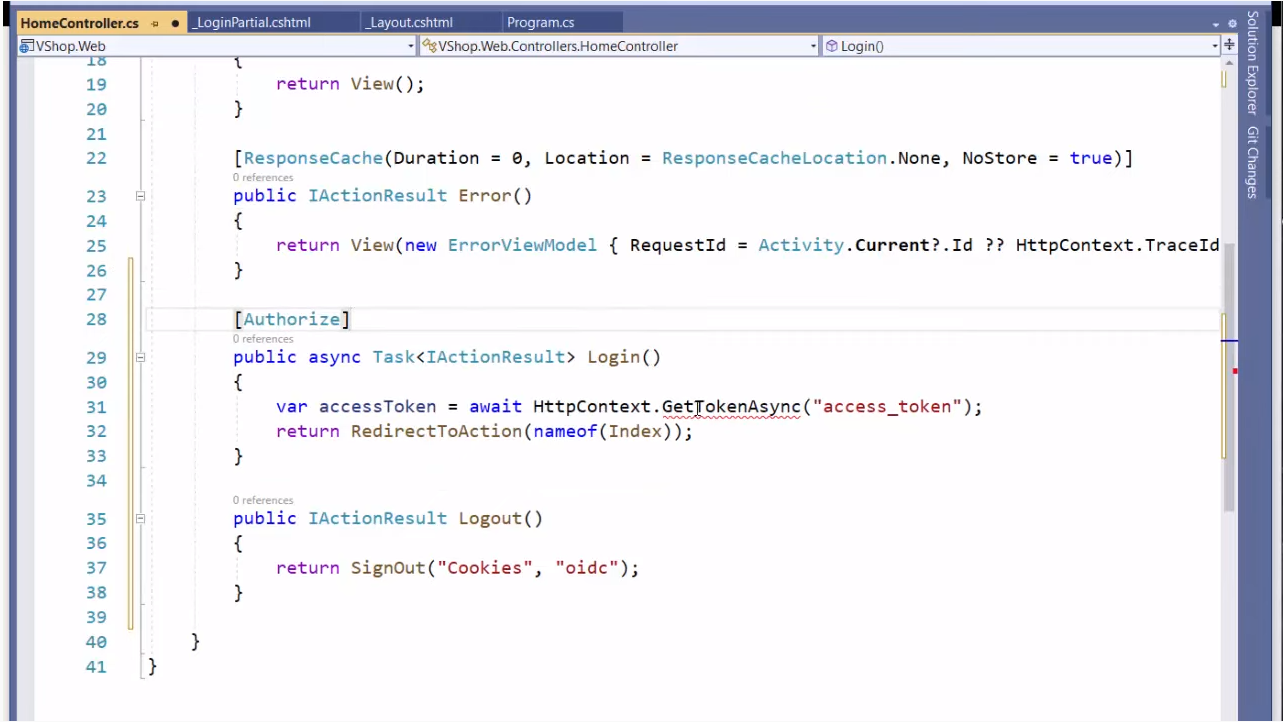 HomeController.cs
_LoginPartial.cshtml
_Layout.cshtml
Program.cs
VShop.Web
VShop.Web.Controllers.HomeController
Login()
Solution Explorer
Git Changes
18 {
19 return View();
20 }
21
22 [ResponseCache(Duration = 0, Location = ResponseCacheLocation.None, NoStore = true)]
0 references
23 public IActionResult Error()
24 {
25 return View(new ErrorViewModel { RequestId = Activity.Current?.Id ?? HttpContext.TraceId
26 }
27
28 [Authorize]
0 references
29 public async Task<IActionResult> Login()
30 {
31 var accessToken = await HttpContext.GetTokenAsync("access_token");
32 return RedirectToAction(nameof(Index));
33 }
34
0 references
35 public IActionResult Logout()
36 {
37 return SignOut("Cookies", "oidc");
38 }
39
40 }
41 }